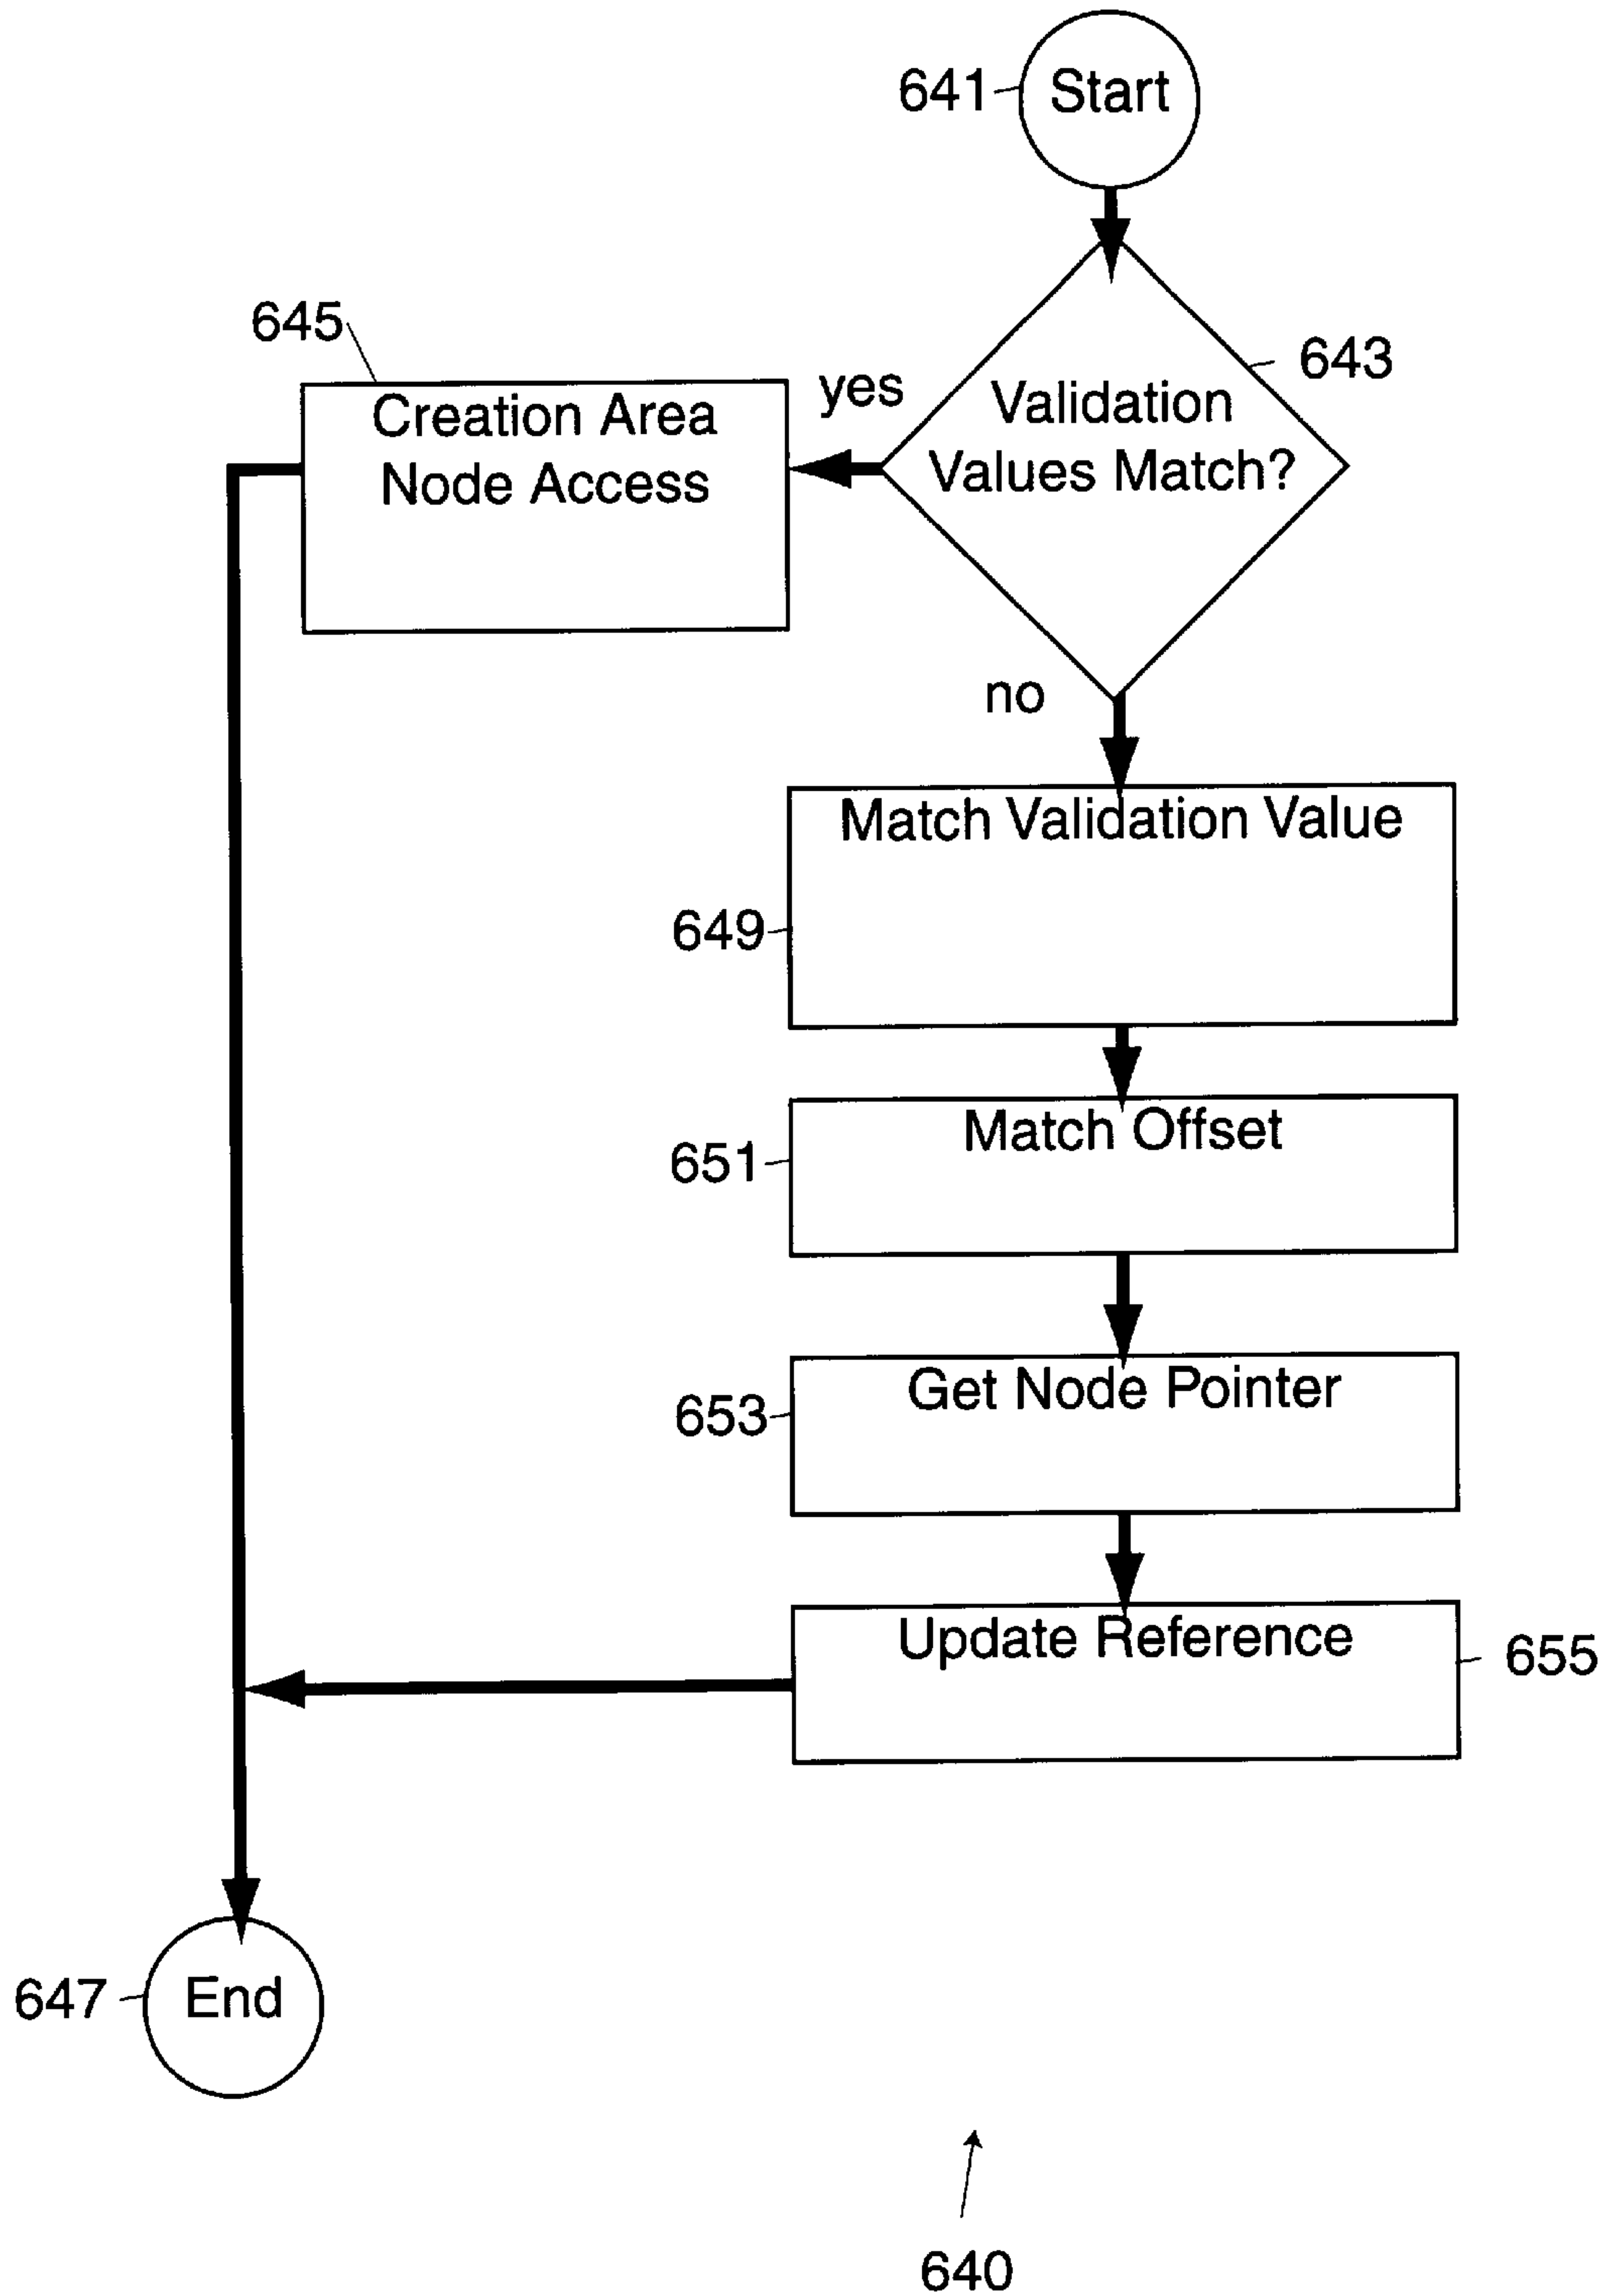 641
Start
645
643
yes
Validation
Values Match?
Creation Area
Node Access
no
Match Validation Value
649
Match Offset
651
Get Node Pointer
653
Update Reference
655
647
End
640